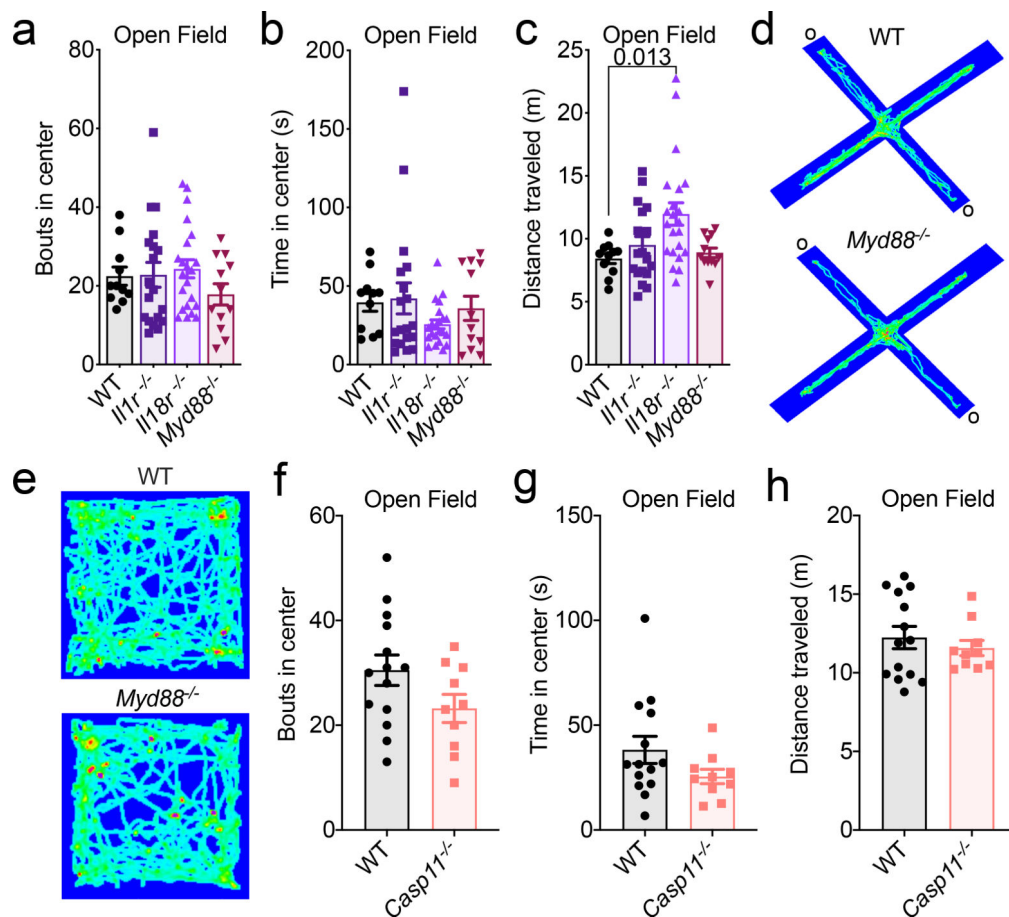 a
Open Field
Bouts in center
80
60
40
20
0
WT
Il1r-/-
Il18r-/-
Myd88-/-
b
Open Field
Time in center (s)
200
150
100
50
0
WT
Il1r-/-
Il18r-/-
Myd88-/-
c
Open Field
0.013
Distance traveled (m)
25
20
15
10
5
0
WT
Il1r-/-
Il18r-/-
Myd88-/-
d
WT
o
o
Myd88-/-
o
o
e
WT
Myd88-/-
f
Open Field
Bouts in center
60
40
20
0
WT
Casp11-/-
g
Open Field
Time in center (s)
150
100
50
0
WT
Casp11-/-
h
Open Field
Distance traveled (m)
20
15
10
5
0
WT
Casp11-/-